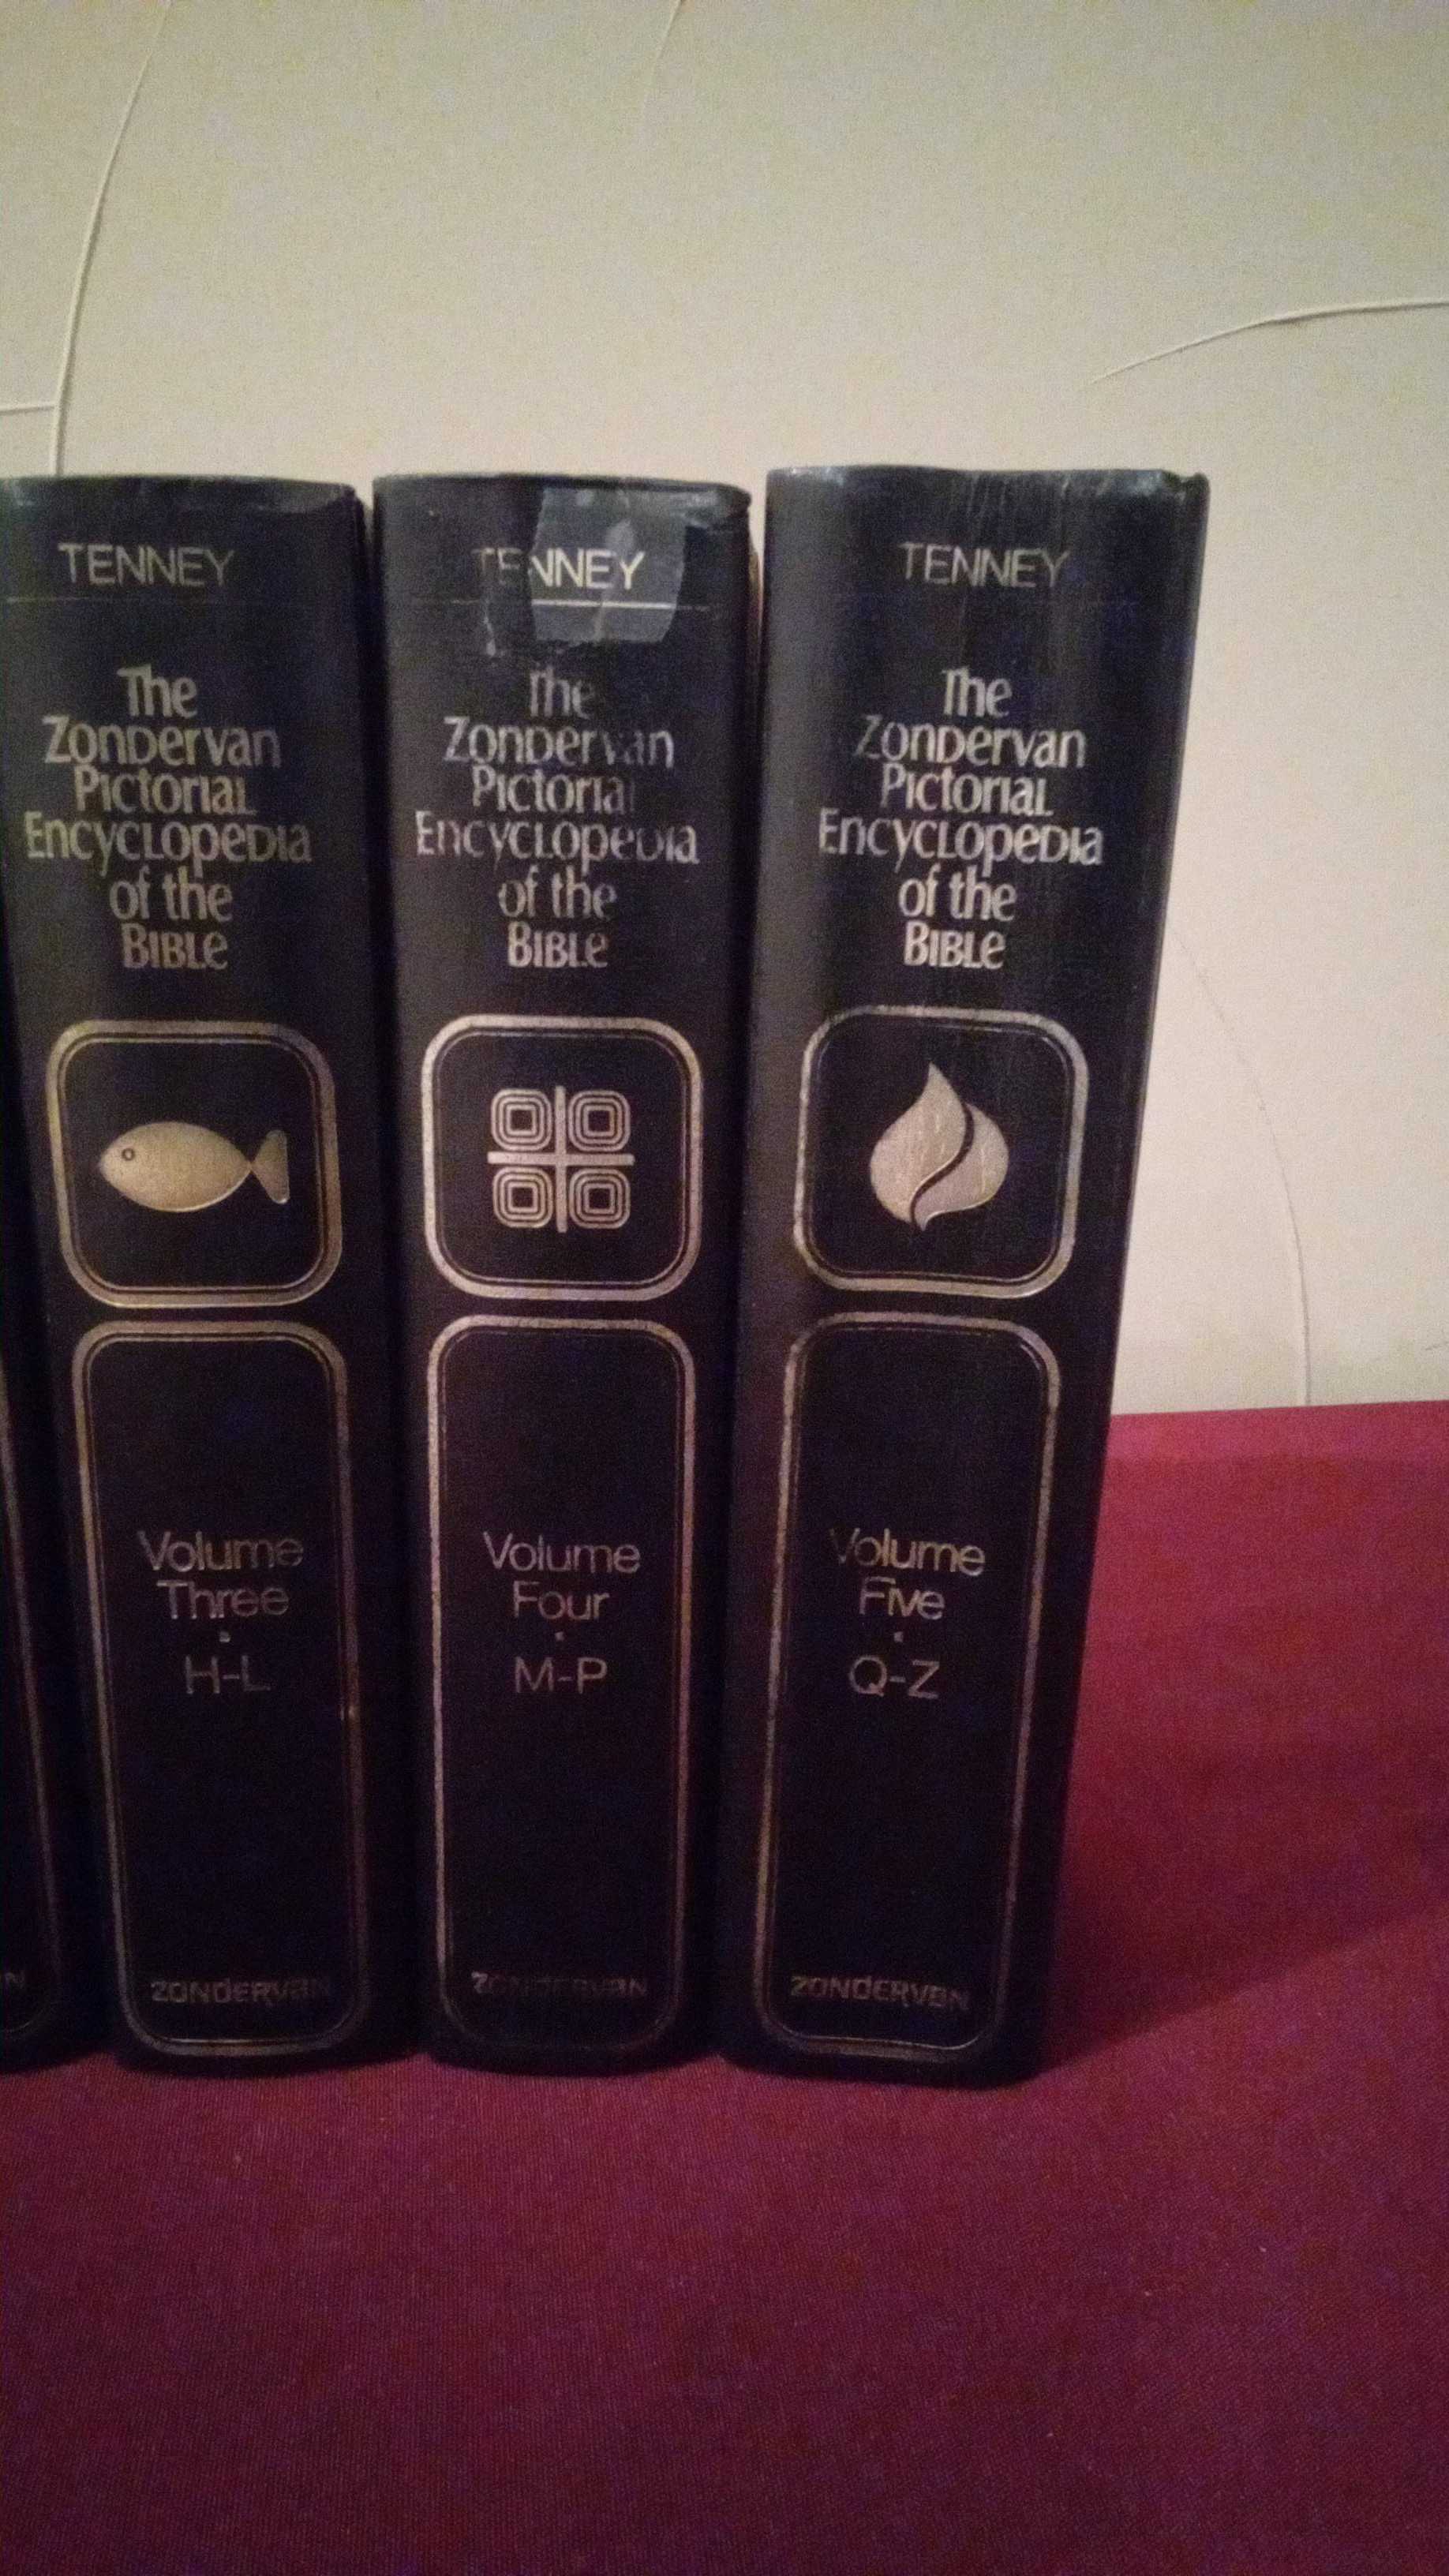 TENNEY
The
Zondervan
Pictorial
Encyclopedia
of the
Bible
Volume
Three
H-L
ZONDERVAN
TENNEY
The
Zondervan
Pictorial
Encyclopedia
of the
Bible
Volume
Four
M-P
ZONDERVAN
TENNEY
The
Zondervan
Pictorial
Encyclopedia
of the
Bible
Volume
Five
Q-Z
ZONDERVAN